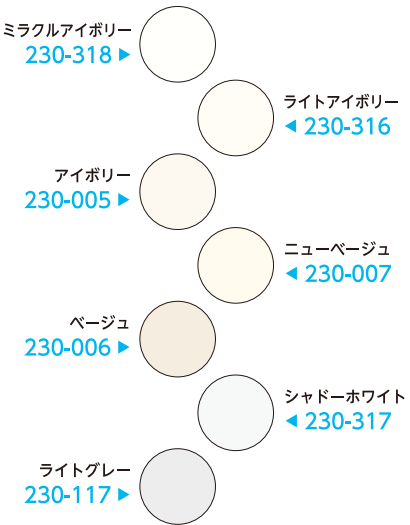 ミラクルアイボリー
230-318 ▶
ライトアイボリー
◀ 230-316
アイボリー
230-005 ▶
ニューベージュ
◀ 230-007
ベージュ
230-006 ▶
シャドーホワイト
◀ 230-317
ライトグレー
230-117 ▶